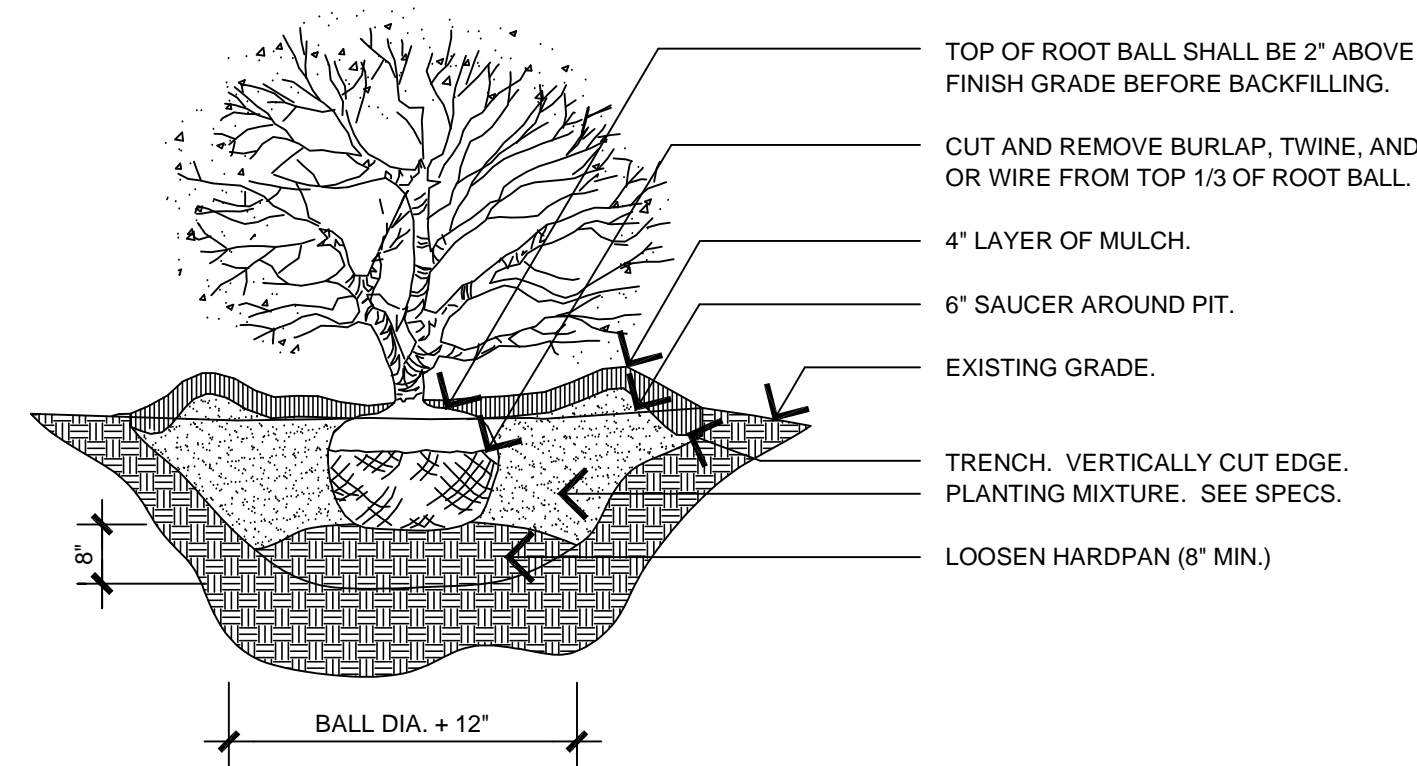 TOP OF ROOT BALL SHALL BE 2" ABOVE
FINISH GRADE BEFORE BACKFILLING.
CUT AND REMOVE BURLAP, TWINE, AND
OR WIRE FROM TOP 1/3 OF ROOT BALL.
4" LAYER OF MULCH.
6" SAUCER AROUND PIT.
EXISTING GRADE.
TRENCH. VERTICALLY CUT EDGE.
PLANTING MIXTURE. SEE SPECS.
LOOSEN HARDPAN (8" MIN.)
8"
BALL DIA. + 12"